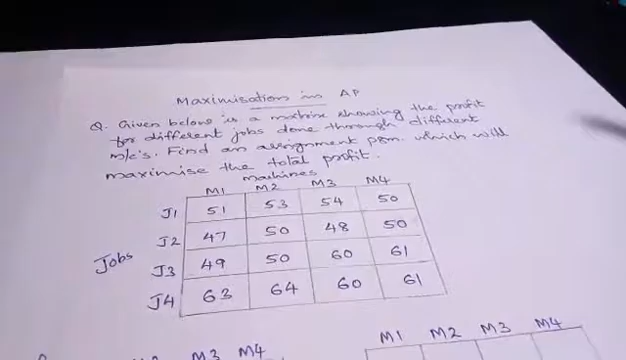 Maximisation in AP
Q. Given below is a matrix showing the profit
for different jobs done through different
m/c's. Find an assignment pgm. which will
maximise the total profit.
machines
M1 M2 M3 M4
J1 51 53 54 50
J2 47 50 48 50
Jobs
J3 49 50 60 61
J4 63 64 60 61
M1 M2 M3 M4
M3 M4